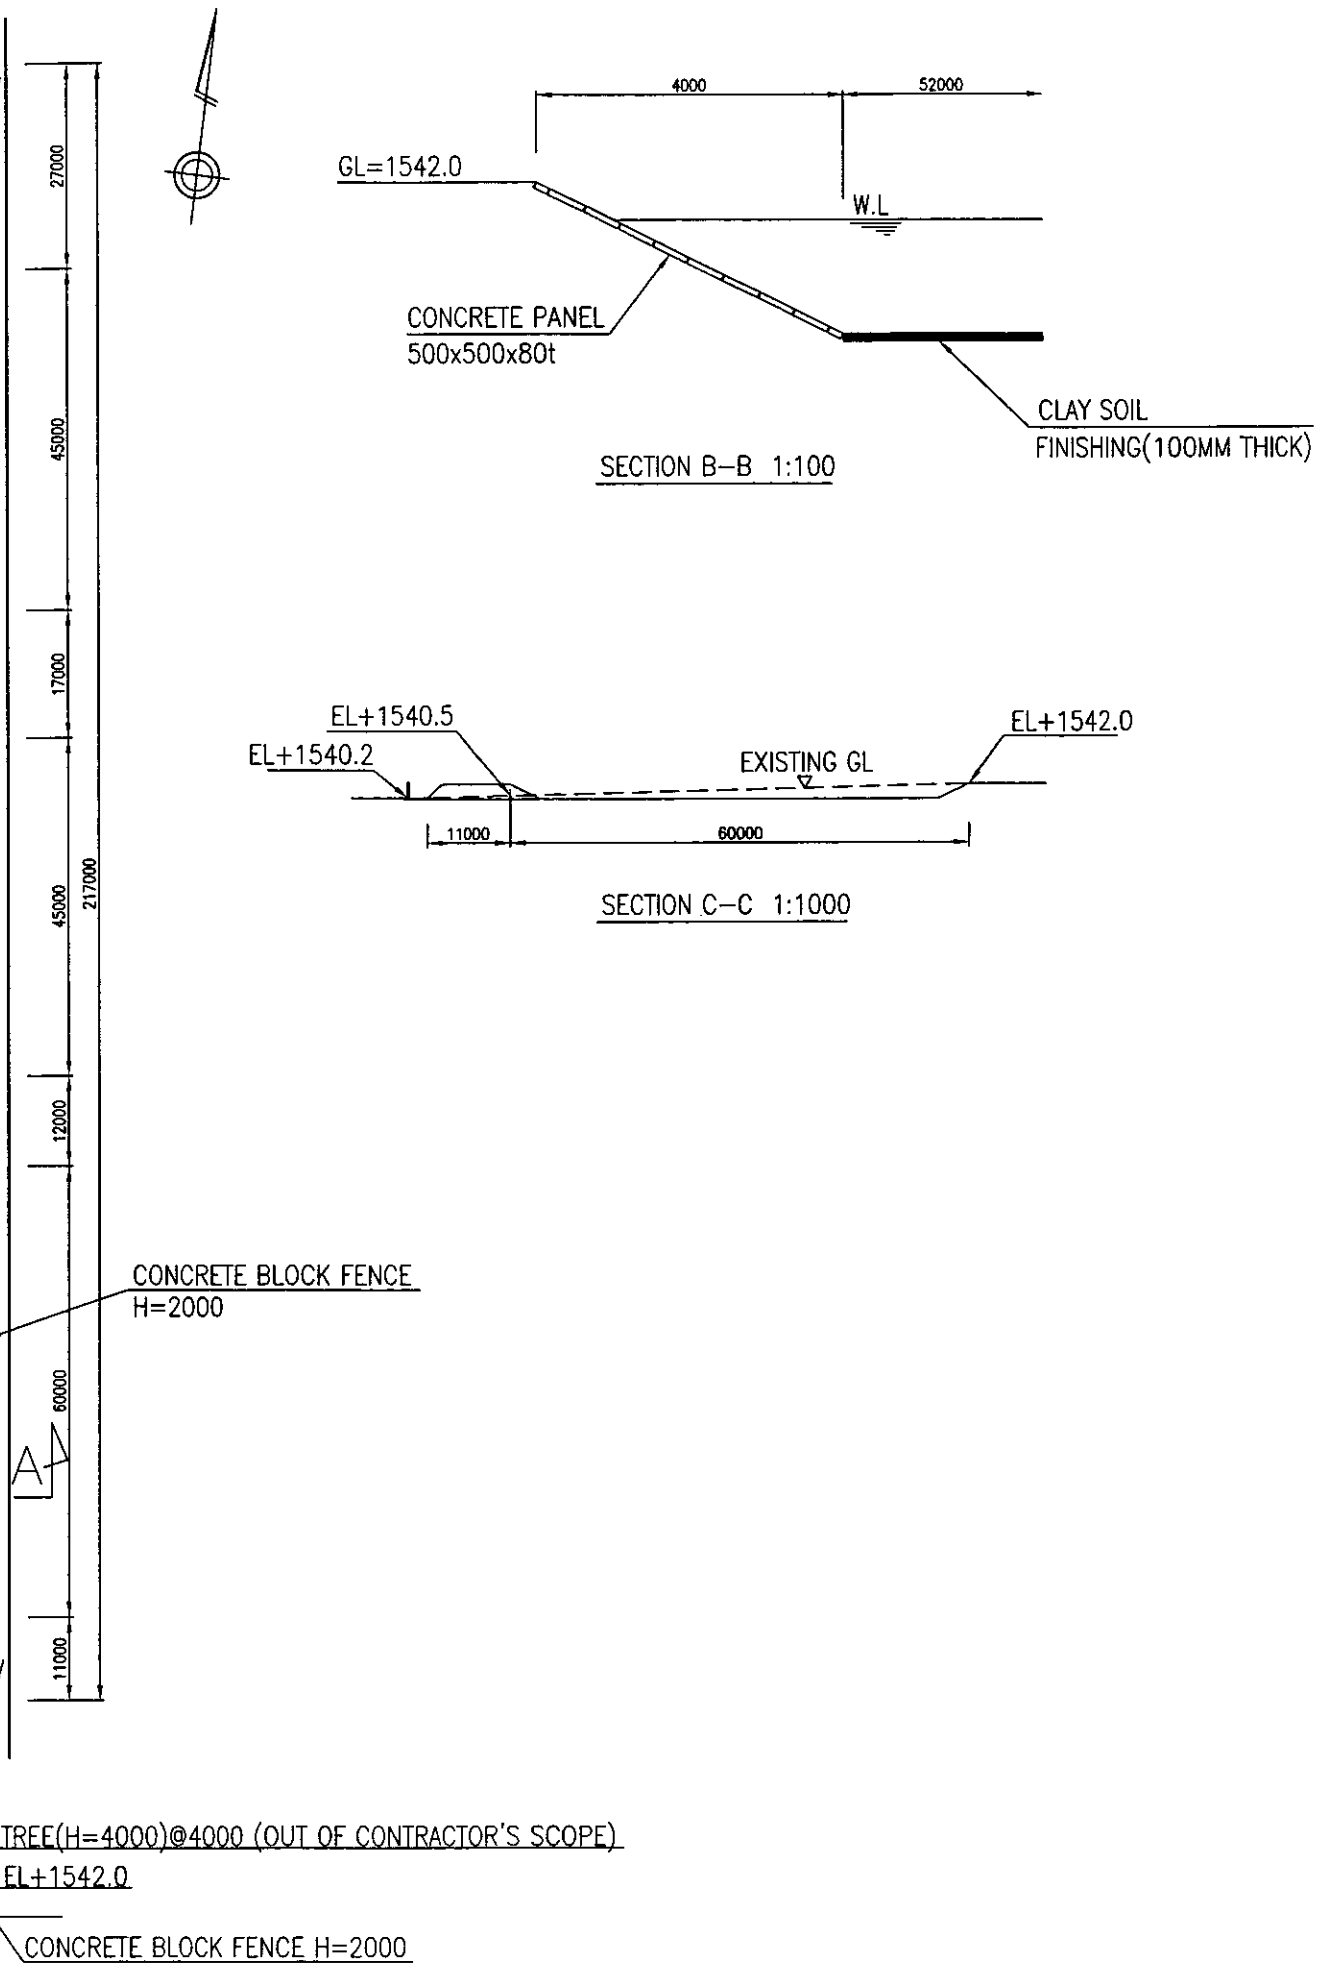 4000
52000
GL=1542.0
W.L
CONCRETE PANEL
500x500x80t
CLAY SOIL
FINISHING(100MM THICK)
SECTION B-B 1:100
27000
45000
17000
45000
217000
12000
60000
11000
EL+1540.5
EL+1540.2
EXISTING GL
EL+1542.0
11000
60000
SECTION C-C 1:1000
CONCRETE BLOCK FENCE
H=2000
A
TREE(H=4000)@4000 (OUT OF CONTRACTOR'S SCOPE)
EL+1542.0
CONCRETE BLOCK FENCE H=2000